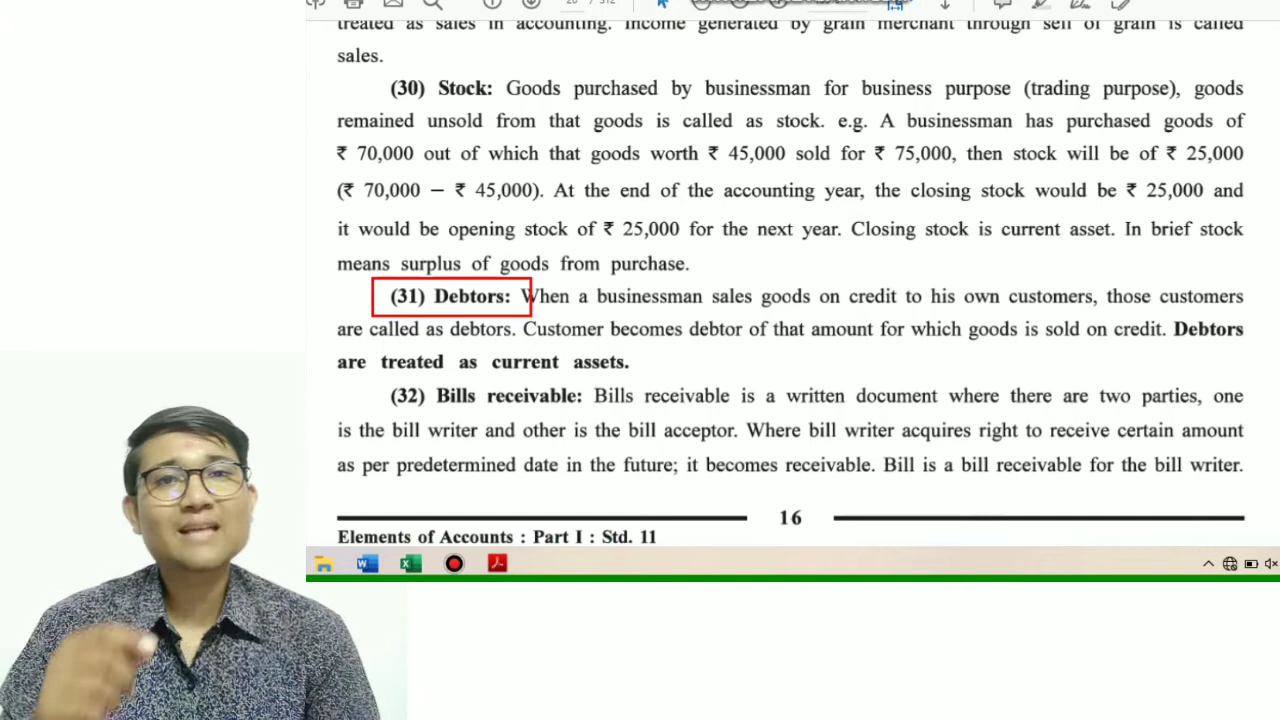 treated as sales in accounting. Income generated by grain merchant through sell of grain is called
sales.
(30) Stock: Goods purchased by businessman for business purpose (trading purpose), goods
remained unsold from that goods is called as stock. e.g. A businessman has purchased goods of
₹ 70,000 out of which that goods worth ₹ 45,000 sold for ₹ 75,000, then stock will be of ₹ 25,000
(₹ 70,000 − ₹ 45,000). At the end of the accounting year, the closing stock would be ₹ 25,000 and
it would be opening stock of ₹ 25,000 for the next year. Closing stock is current asset. In brief stock
means surplus of goods from purchase.
(31) Debtors: When a businessman sales goods on credit to his own customers, those customers
are called as debtors. Customer becomes debtor of that amount for which goods is sold on credit. Debtors
are treated as current assets.
(32) Bills receivable: Bills receivable is a written document where there are two parties, one
is the bill writer and other is the bill acceptor. Where bill writer acquires right to receive certain amount
as per predetermined date in the future; it becomes receivable. Bill is a bill receivable for the bill writer.
16
Elements of Accounts : Part I : Std. 11